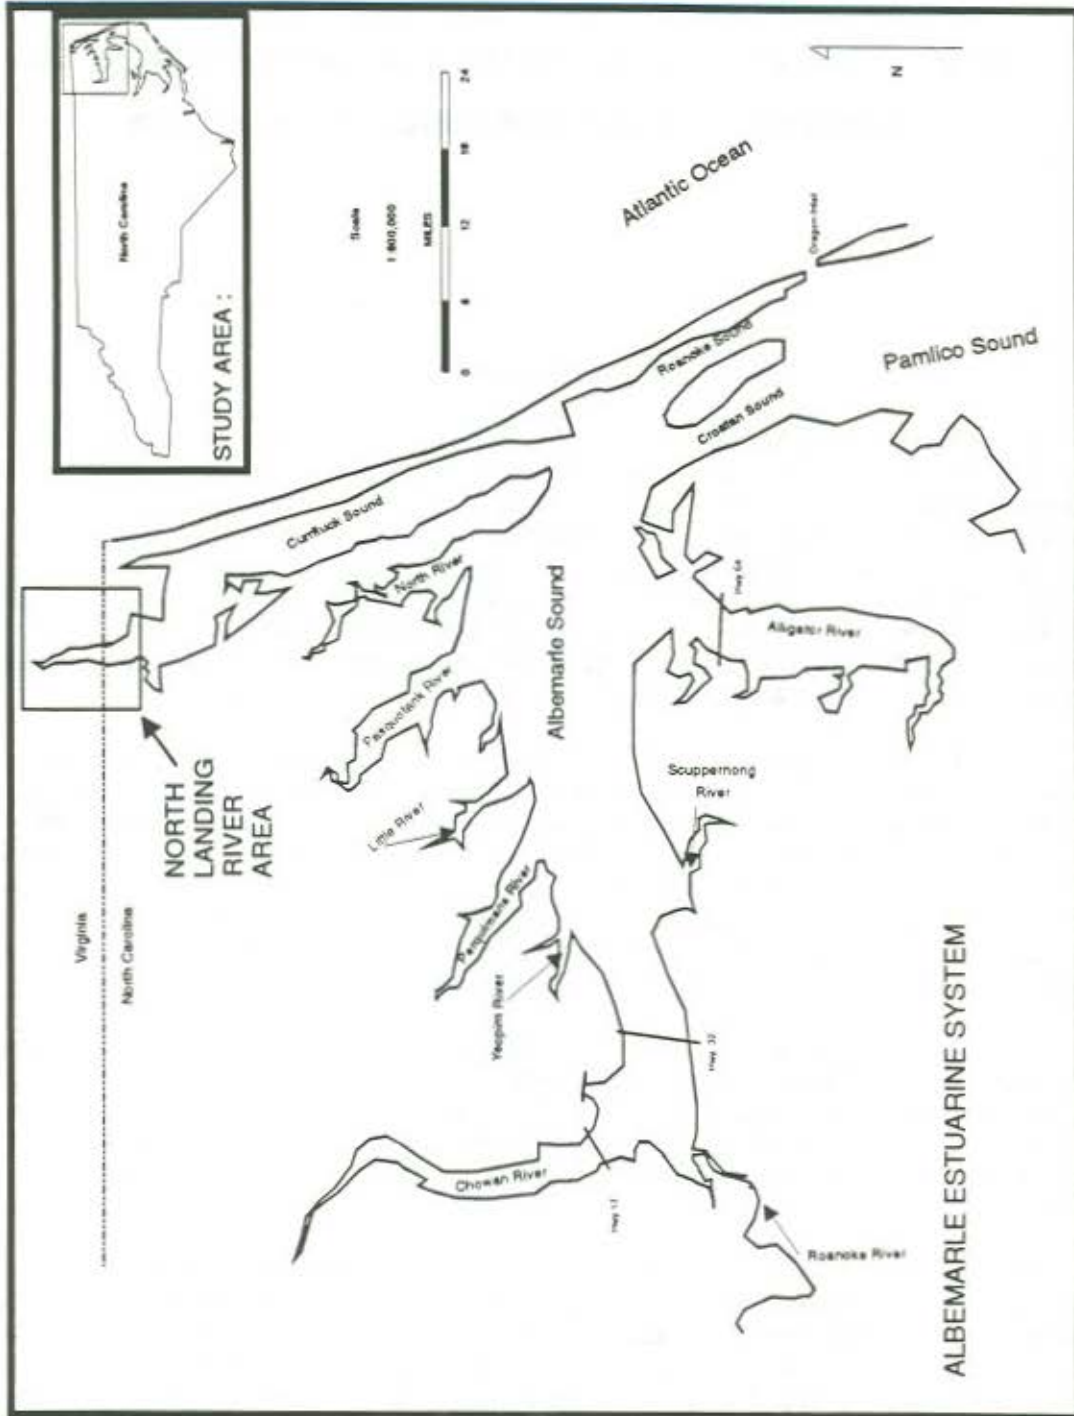 North Carolina
STUDY AREA :
Scale
1:600,000
MILES
0 6 12 18 24
N
Atlantic Ocean
Oregon Inlet
Virginia
North Carolina
NORTH
LANDING
RIVER
AREA
Currituck Sound
North River
Pasquotank River
Little River
Perquimans River
Yeopim River
Chowan River
Albemarle Sound
Roanoke Sound
Croatan Sound
Pamlico Sound
Hwy 64
Alligator River
Scuppernong
River
Hwy 32
Hwy 17
Roanoke River
ALBEMARLE ESTUARINE SYSTEM